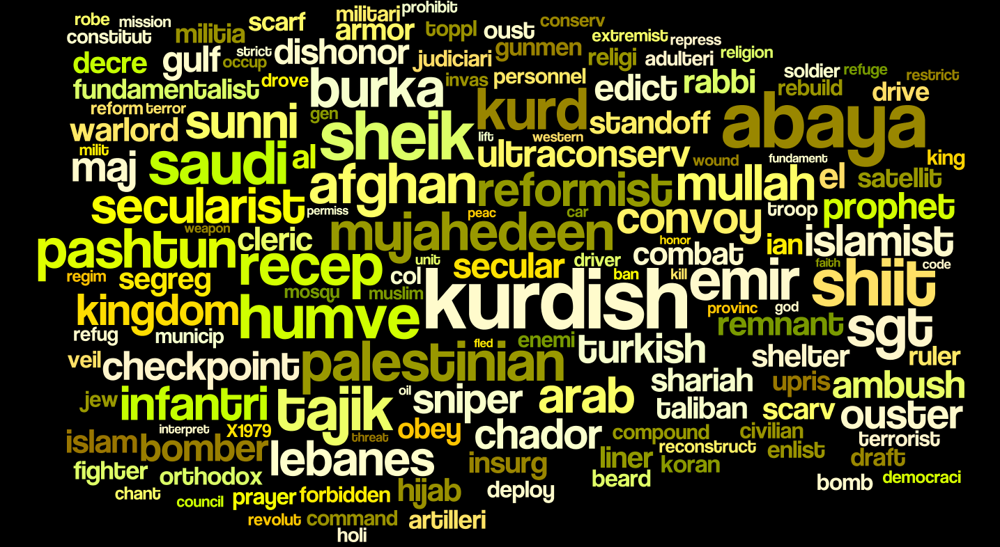 robe mission scarf militari prohibit
constitut militia armor toppl oust conserv
extremist repress
decre gulf strict occup dishonor judiciari gunmen religi adulteri religion
fundamentalist drove burka invas personnel edict rabbi soldier refuge restrict
rebuild drive
reform terror sunni gen sheik kurd standoff abaya
warlord lift western
milit maj saudi al ultraconserv wound fundament king
afghan reformist mullah el satellit
secularist permiss peac car convoy troop prophet
weapon mujahedeen
pashtun cleric honor combat ian islamist
recep unit secular driver faith code
regim segreg col ban kill emir shiit
mosqu muslim kurdish
kingdom humve provinc god
refug municip fled enemi remnant sgt
veil checkpoint palestinian turkish shelter ruler
shariah upris ambush
jew infantri tajik oil sniper arab taliban scarv ouster
interpret X1979 threat obey chador compound civilian terrorist
islam bomber lebanes reconstruct enlist draft
fighter orthodox insurg liner koran
beard bomb democraci
chant council prayer forbidden hijab deploy
revolut command artilleri
holi